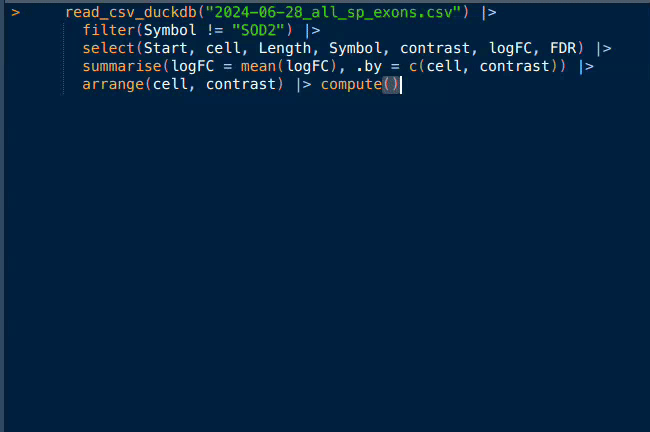 > read_csv_duckdb("2024-06-28_all_sp_exons.csv") |>
filter(Symbol != "SOD2") |>
select(Start, cell, Length, Symbol, contrast, logFC, FDR) |>
summarise(logFC = mean(logFC), .by = c(cell, contrast)) |>
arrange(cell, contrast) |> compute()